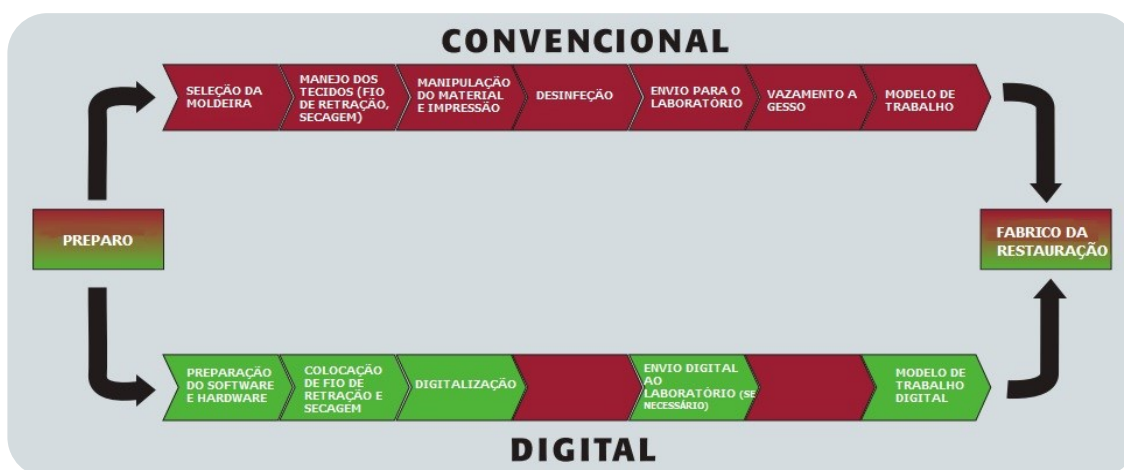 CONVENCIONAL
SELEÇÃO DA
MOLDEIRA
MANEJO DOS
TECIDOS (FIO
DE RETRAÇÃO,
SECAGEM)
MANIPULAÇÃO
DO MATERIAL
E IMPRESSÃO
DESINFEÇÃO
ENVIO PARA O
LABORATÓRIO
VAZAMENTO A
GESSO
MODELO DE
TRABALHO
PREPARO
FABRICO DA
RESTAURAÇÃO
PREPARAÇÃO
DO SOFTWARE
E HARDWARE
COLOCAÇÃO
DE FIO DE
RETRAÇÃO E
SECAGEM
DIGITALIZAÇÃO
ENVIO DIGITAL
AO
LABORATÓRIO (SE
NECESSÁRIO)
MODELO DE
TRABALHO
DIGITAL
DIGITAL